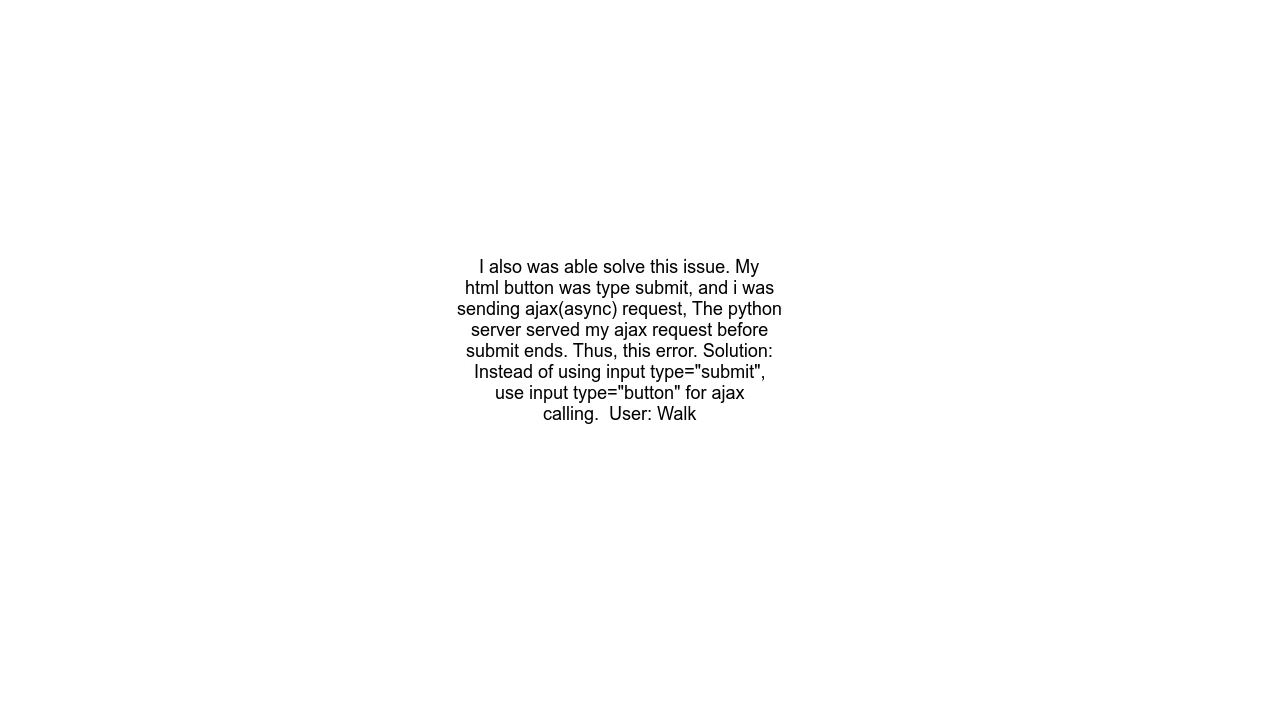 I also was able solve this issue. My
html button was type submit, and i was
sending ajax(async) request, The python
server served my ajax request before
submit ends. Thus, this error. Solution:
Instead of using input type="submit",
use input type="button" for ajax
calling.  User: Walk